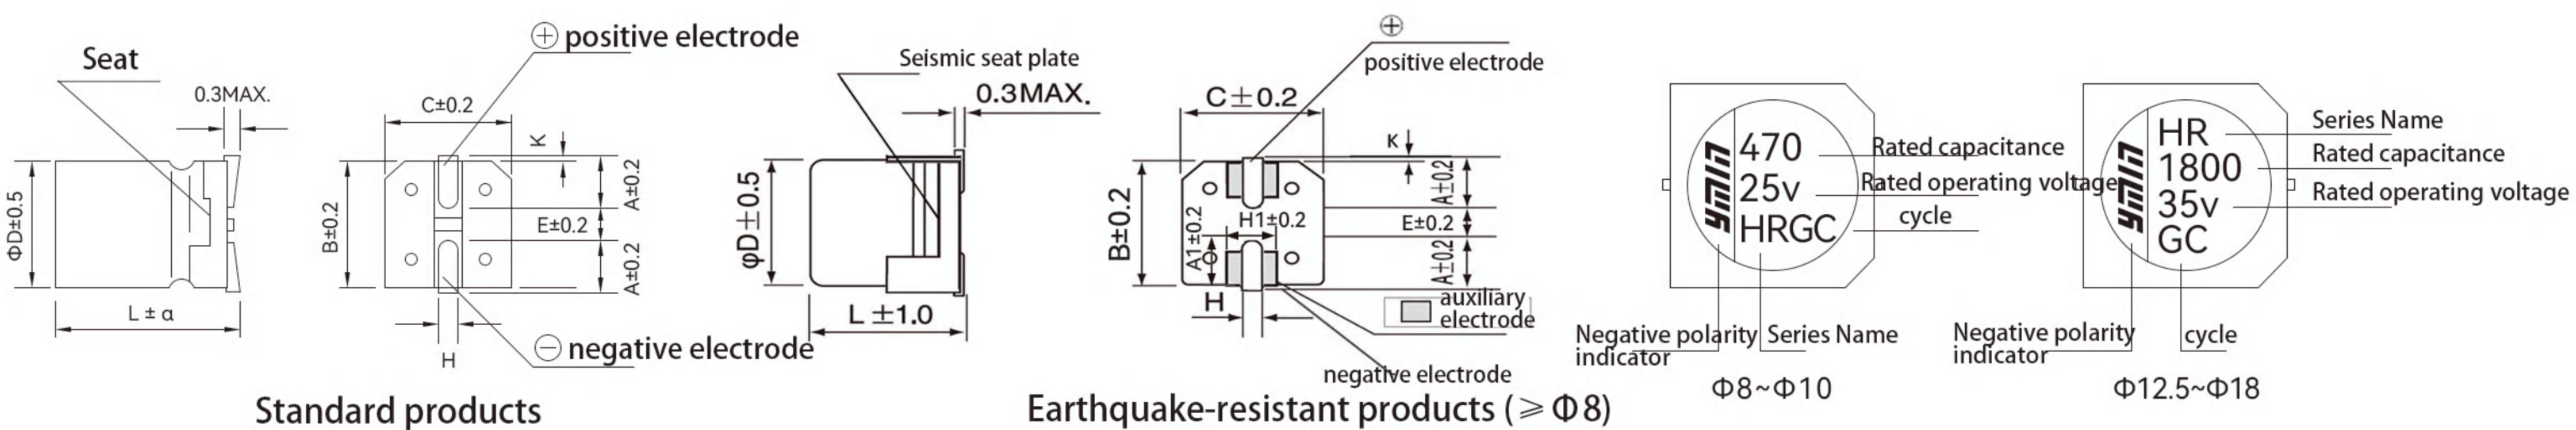 Seat
0.3MAX.
ΦD±0.5
L ± α
C±0.2
K
B±0.2
A±0.2
E±0.2
A±0.2
H
⊕ positive electrode
⊖ negative electrode
Standard products
Seismic seat plate
0.3MAX.
φD±0.5
L ±1.0
⊕
positive electrode
C±0.2
K
B±0.2
A±0.2
H1±0.2
E±0.2
A1±0.2
A±0.2
H
auxiliary
electrode
negative electrode
Earthquake-resistant products (⩾ Φ8)
ymin
470
25v
HRGC
Rated capacitance
Rated operating voltage
cycle
Negative polarity
indicator
Series Name
Φ8~Φ10
ymin
HR
1800
35v
GC
Series Name
Rated capacitance
Rated operating voltage
Negative polarity
indicator
cycle
Φ12.5~Φ18